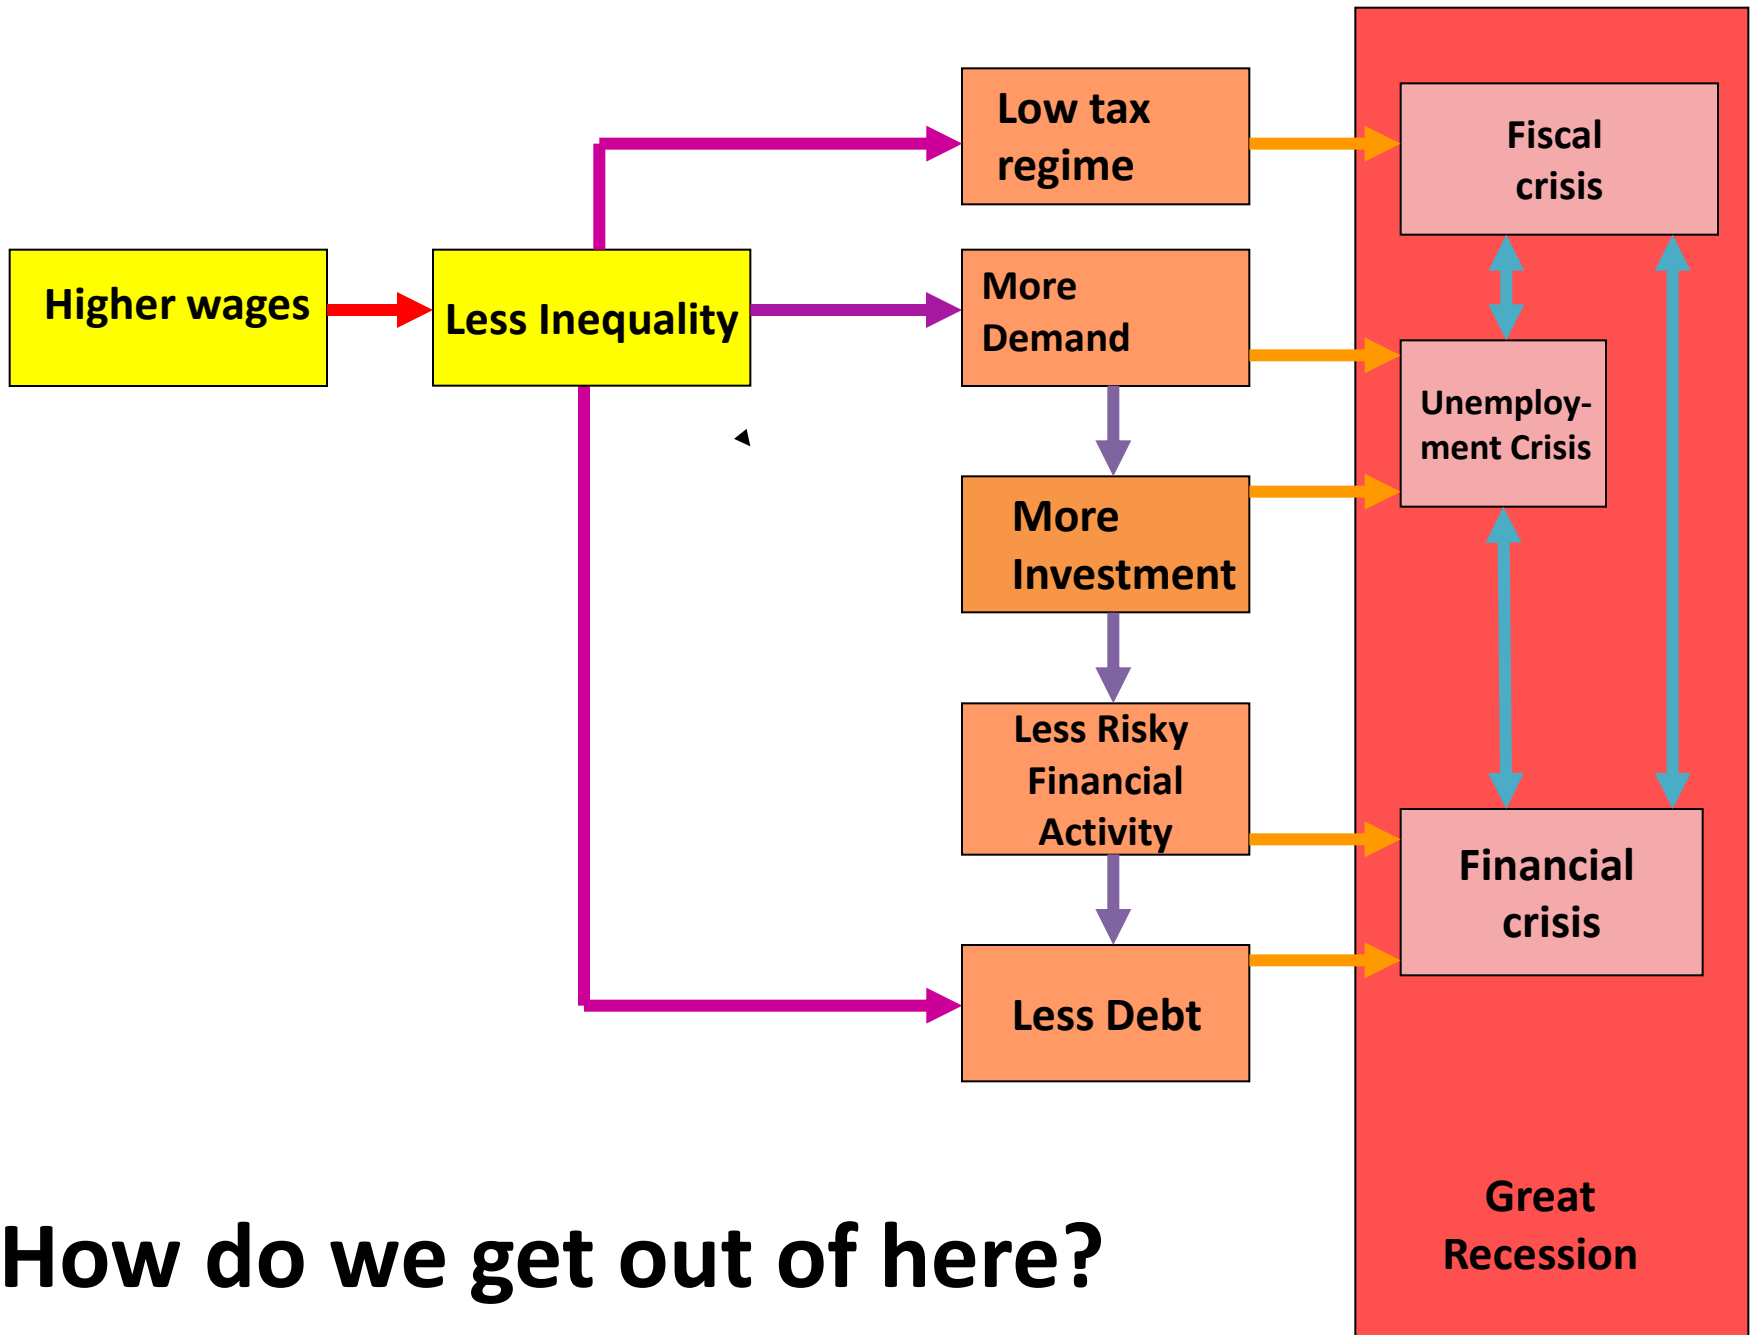 Low tax
regime
Fiscal
crisis
Higher wages
Less Inequality
More
Demand
Unemploy-
ment Crisis
More
Investment
Less Risky
Financial
Activity
Financial
crisis
Less Debt
Great
Recession
How do we get out of here?